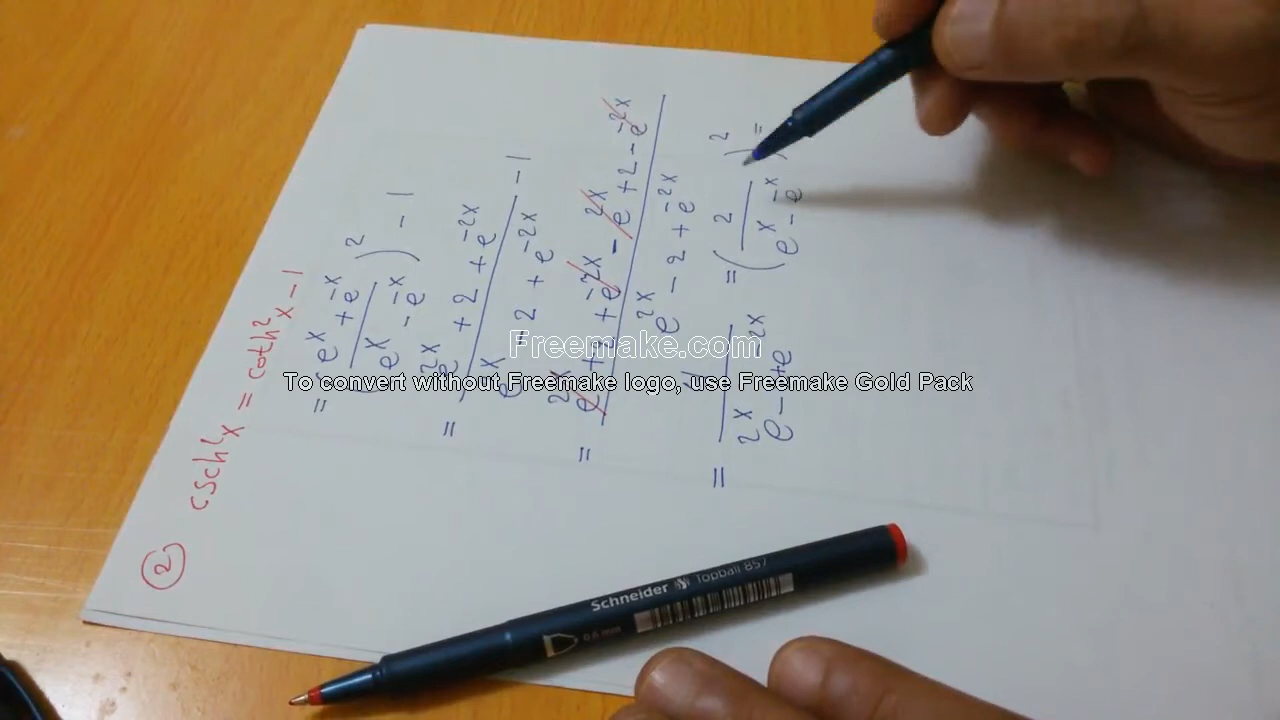 ② csch²x = coth²x - 1
= (eˣ + e⁻ˣ / eˣ - e⁻ˣ)² - 1
= e²ˣ + 2 + e⁻²ˣ / eˣ - 2 + e⁻²ˣ - 1
= e²ˣ + 2 + e⁻²ˣ - e²ˣ + 2 - e⁻²ˣ / e²ˣ - 2 + e⁻²ˣ
= 4 / e²ˣ - + e²ˣ = (2 / eˣ - e⁻ˣ)² =
Freemake.com
To convert without Freemake logo, use Freemake Gold Pack
Schneider Topball 857
0.6 mm